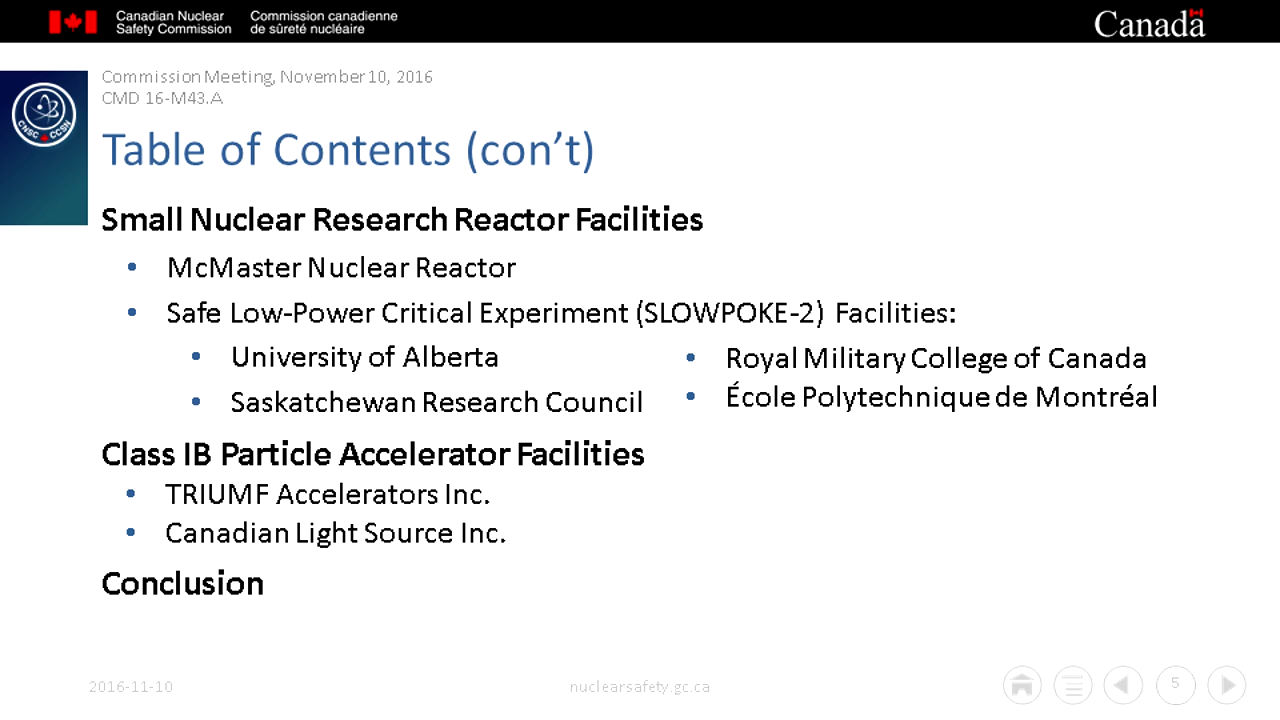 Canadian Nuclear
Safety Commission
Commission canadienne
de sûreté nucléaire
Canada
Commission Meeting, November 10, 2016
CMD 16-M43.A
CNSC CCSN
Table of Contents (con’t)
Small Nuclear Research Reactor Facilities
• McMaster Nuclear Reactor
• Safe Low-Power Critical Experiment (SLOWPOKE-2) Facilities:
• University of Alberta
• Saskatchewan Research Council
• Royal Military College of Canada
• École Polytechnique de Montréal
Class IB Particle Accelerator Facilities
• TRIUMF Accelerators Inc.
• Canadian Light Source Inc.
Conclusion
2016-11-10
nuclearsafety.gc.ca
5